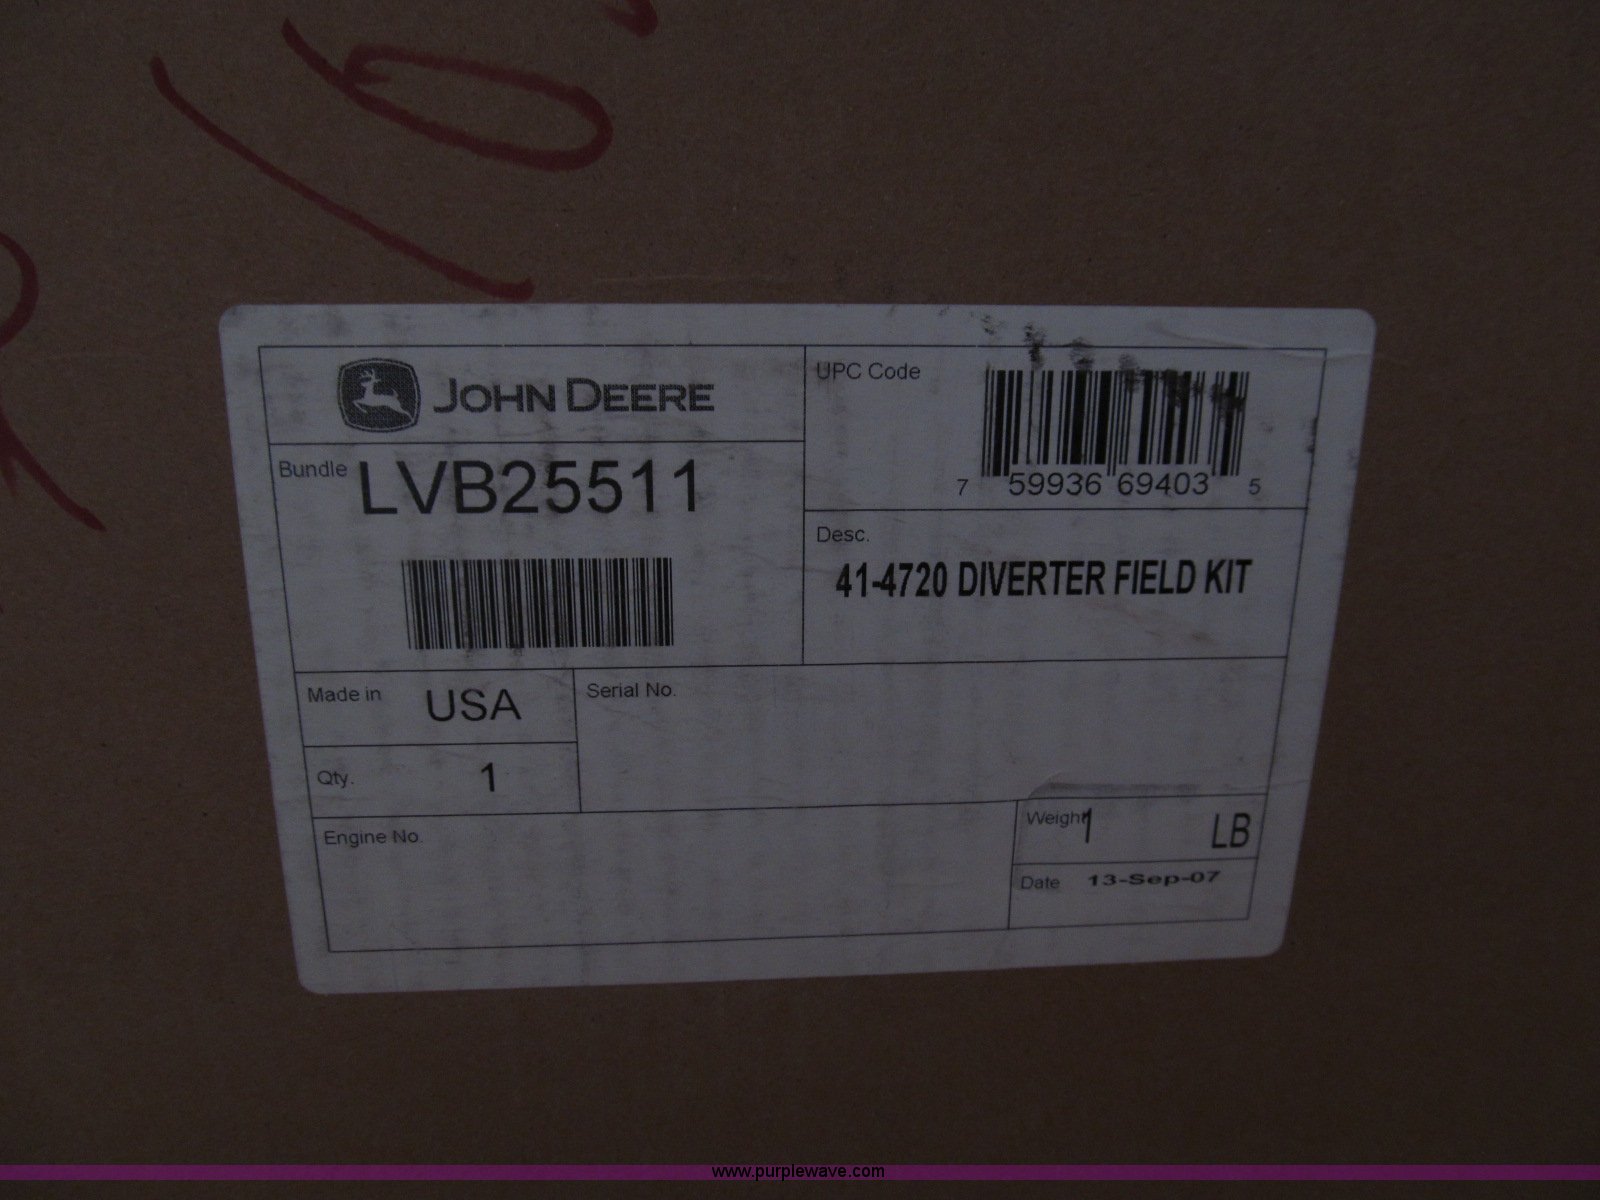 JOHN DEERE
UPC Code
7 59936 69403 5
Bundle LVB25511
Desc.
41-4720 DIVERTER FIELD KIT
Made in USA
Serial No.
Qty. 1
Engine No.
Weight 1 LB
Date 13-Sep-07
www.purplewave.com